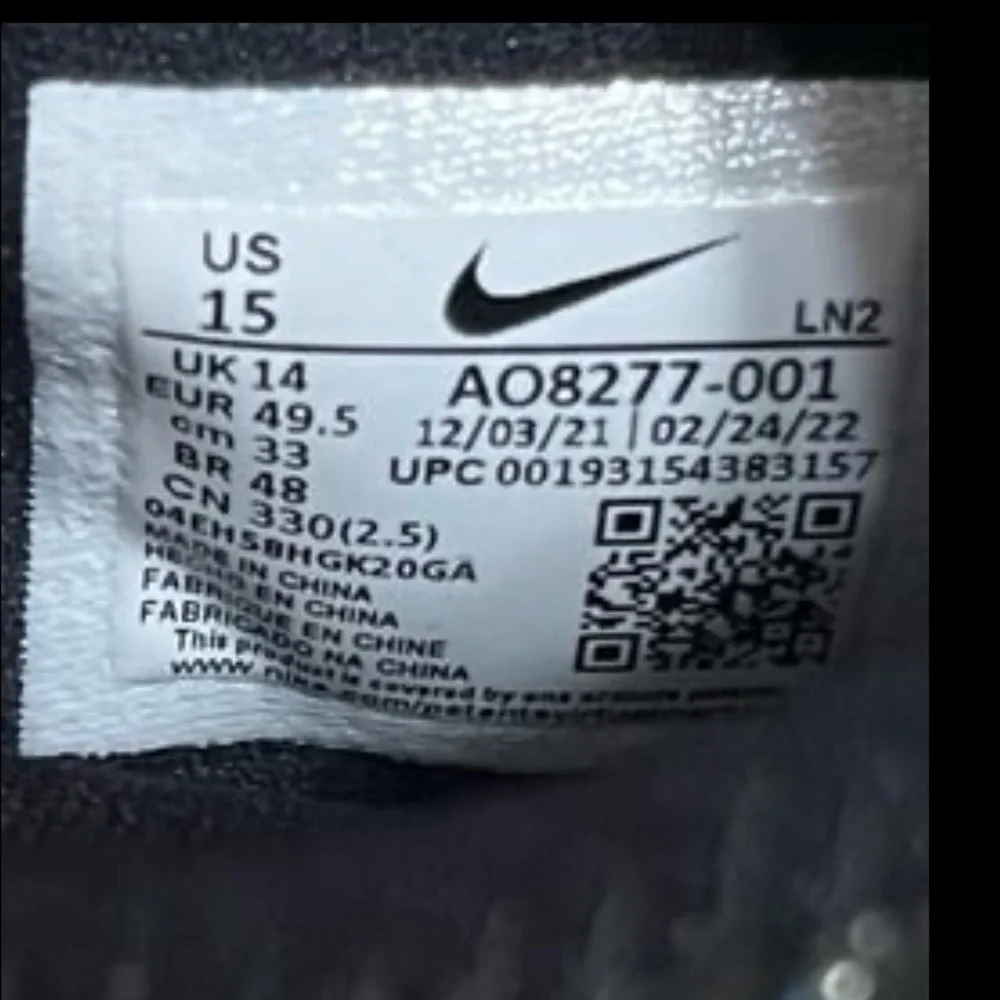 US
15
LN2
UK 14
EUR 49.5
cm 33
BR 48
CN 330(2.5)
AO8277-001
12/03/21 | 02/24/22
UPC 00193154383157
04EH58HGK20GA
MADE IN CHINA
HECHO EN CHINA
FABRIQUE EN CHINE
FABRICADO NA CHINA
This product is covered by one or more
www.nike.com/patents